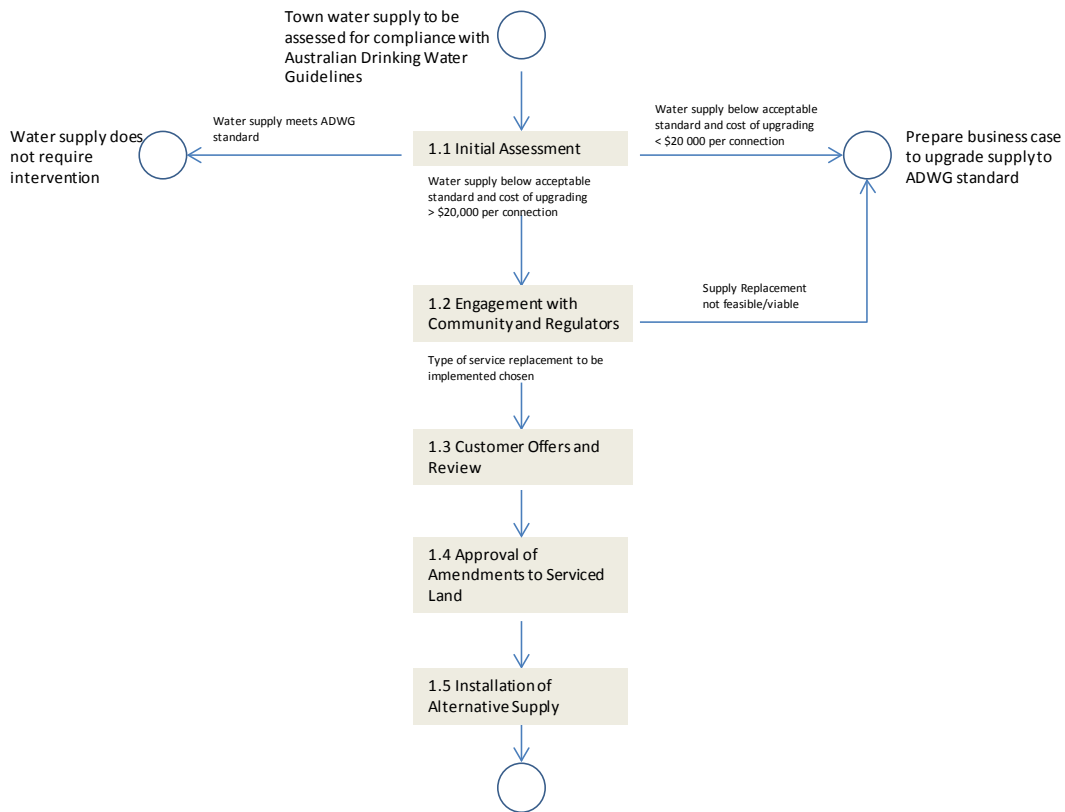 Town water supply to be
assessed for compliance with
Australian Drinking Water
Guidelines
Water supply does
not require
intervention
Water supply meets ADWG
standard
1.1 Initial Assessment
Water supply below acceptable
standard and cost of upgrading
< $20 000 per connection
Prepare business case
to upgrade supply to
ADWG standard
Water supply below acceptable
standard and cost of upgrading
> $20,000 per connection
1.2 Engagement with
Community and Regulators
Supply Replacement
not feasible/viable
Type of service replacement to be
implemented chosen
1.3 Customer Offers and
Review
1.4 Approval of
Amendments to Serviced
Land
1.5 Installation of
Alternative Supply